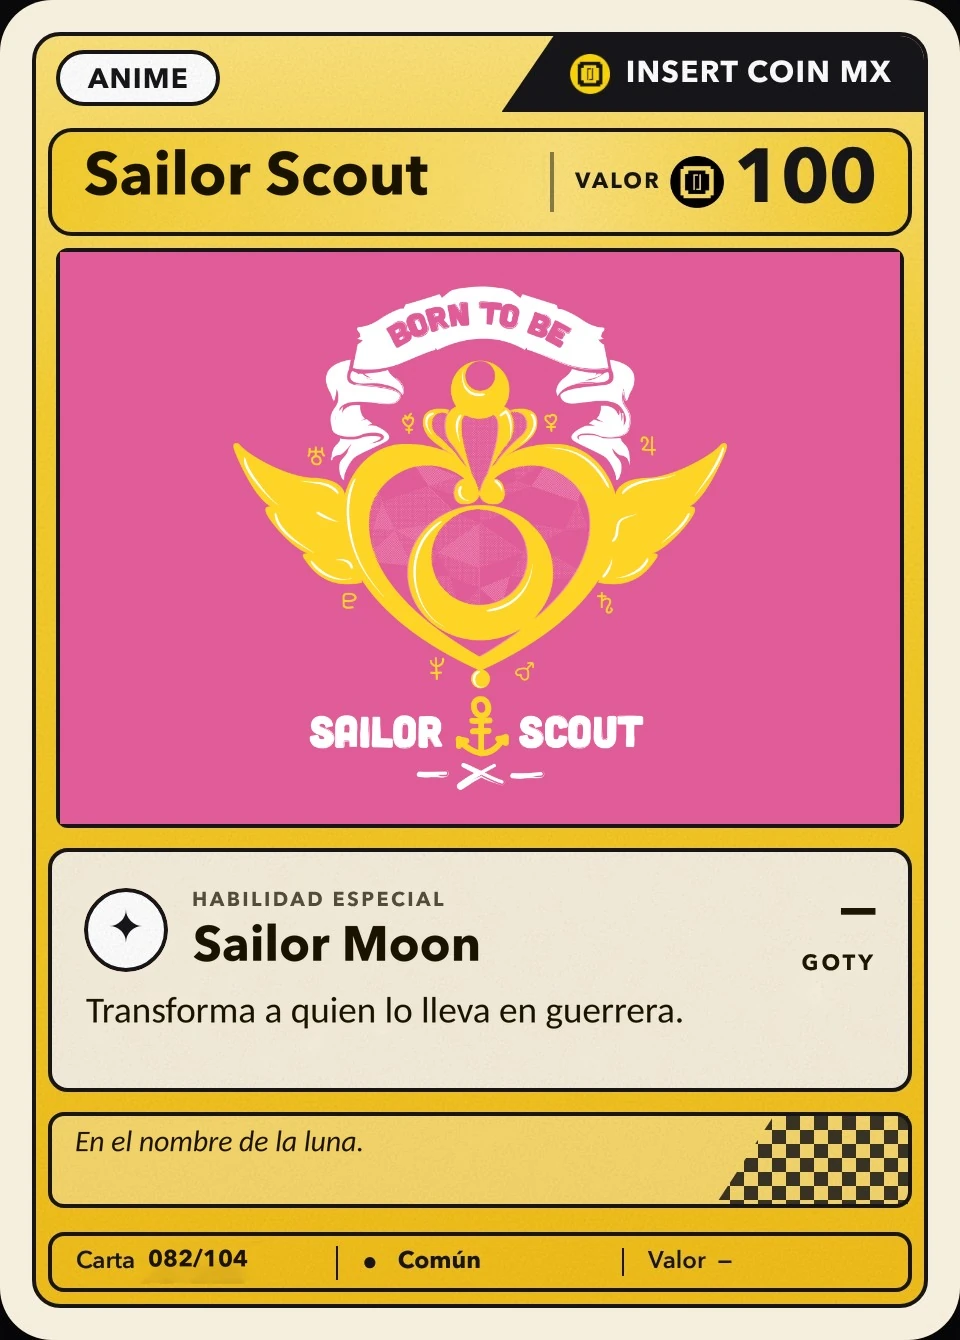 ANIME
INSERT COIN MX
Sailor Scout
VALOR 100
BORN TO BE
SAILOR SCOUT
HABILIDAD ESPECIAL
Sailor Moon
—
GOTY
Transforma a quien lo lleva en guerrera.
En el nombre de la luna.
Carta 082/104 • Común Valor –